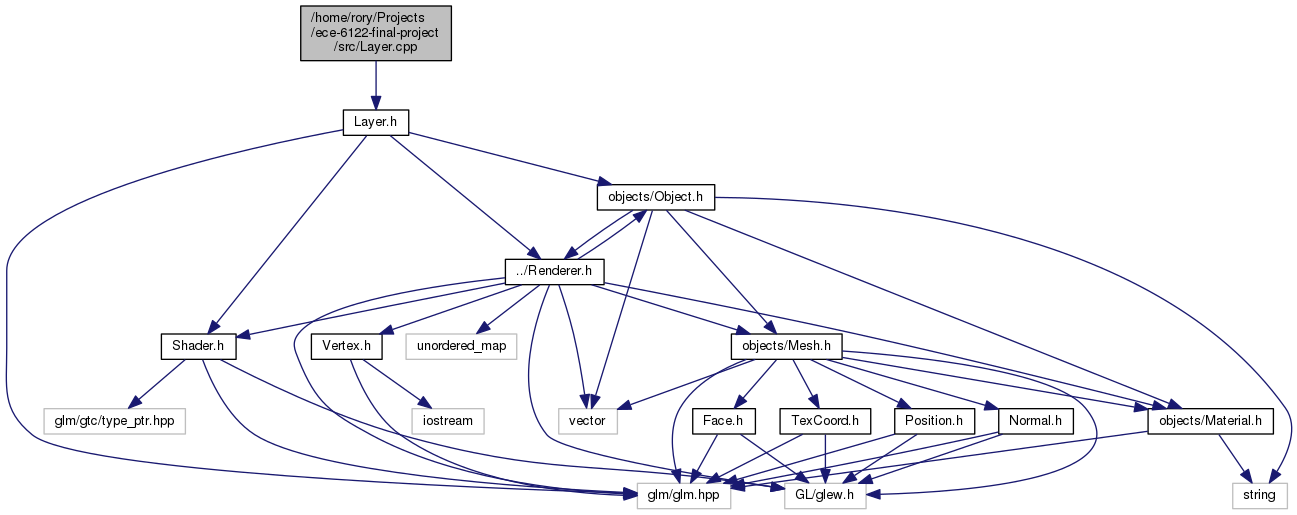 /home/rory/Projects
/ece-6122-final-project
/src/Layer.cpp
Layer.h
objects/Object.h
../Renderer.h
Shader.h
Vertex.h
unordered_map
objects/Mesh.h
glm/gtc/type_ptr.hpp
iostream
vector
Face.h
TexCoord.h
Position.h
Normal.h
objects/Material.h
glm/glm.hpp
GL/glew.h
string